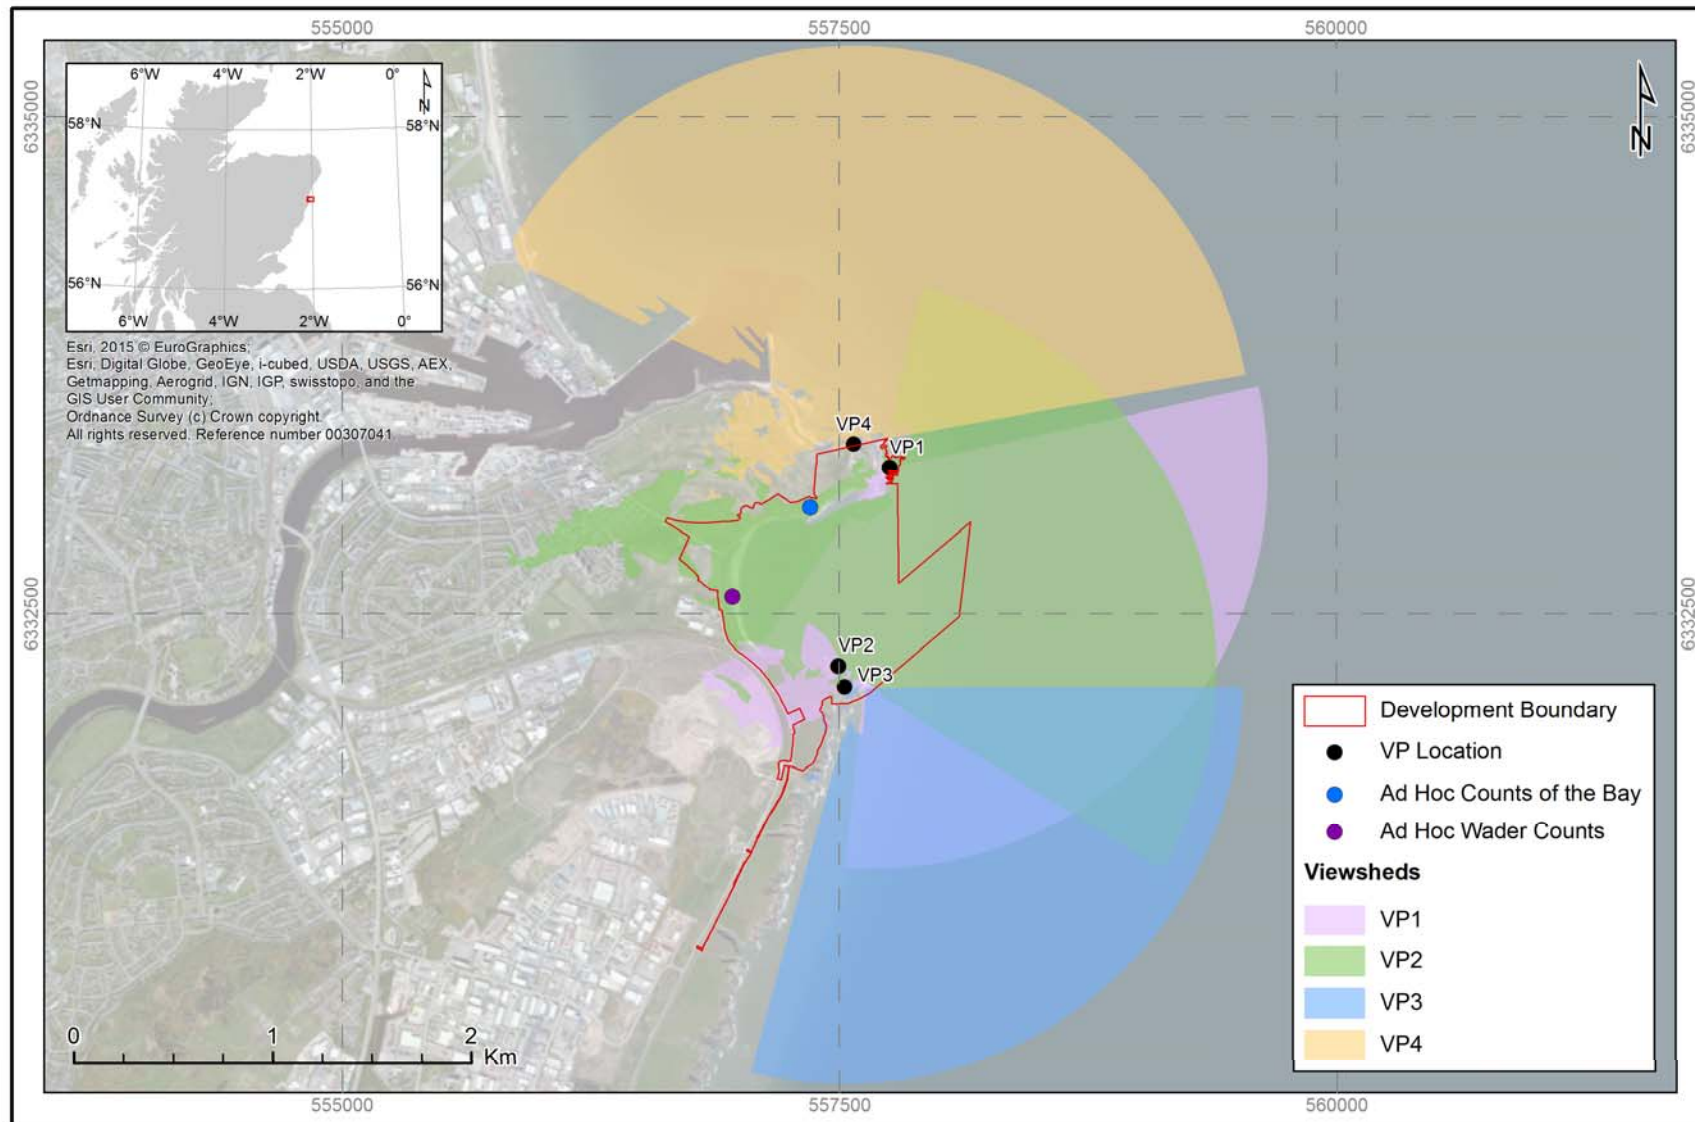 555000
557500
560000
6°W
4°W
2°W
0°
N
58°N
58°N
56°N
56°N
6°W
4°W
2°W
0°
Esri, 2015 © EuroGraphics;
Esri, Digital Globe, GeoEye, i-cubed, USDA, USGS, AEX,
Getmapping, Aerogrid, IGN, IGP, swisstopo, and the
GIS User Community;
Ordnance Survey (c) Crown copyright
All rights reserved. Reference number 00307041
6335000
6335000
N
VP4
VP1
6332500
6332500
VP2
VP3
Development Boundary
VP Location
Ad Hoc Counts of the Bay
Ad Hoc Wader Counts
Viewsheds
VP1
VP2
VP3
VP4
0
1
2
Km
555000
557500
560000